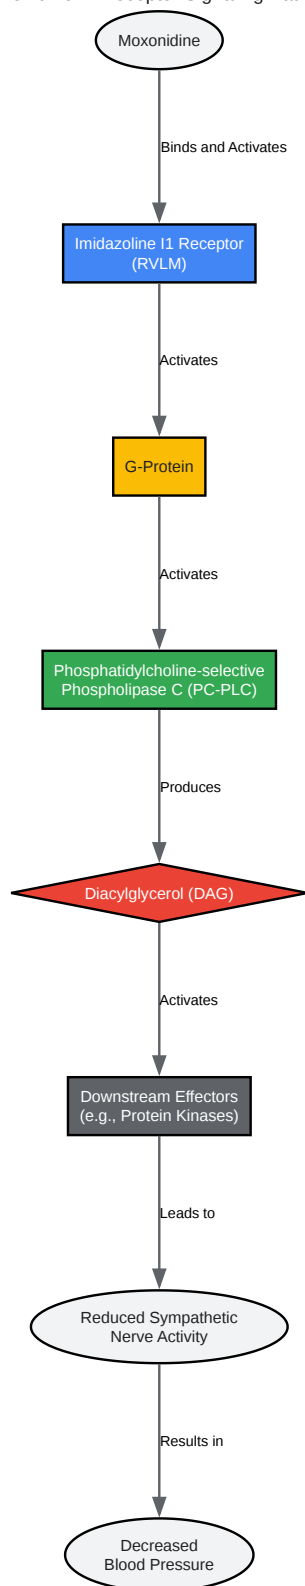 Moxonidine
Binds and Activates
Imidazoline I1 Receptor
(RVLM)
Activates
G-Protein
Activates
Phosphatidylcholine-selective
Phospholipase C (PC-PLC)
Produces
Diacylglycerol (DAG)
Activates
Downstream Effectors
(e.g., Protein Kinases)
Leads to
Reduced Sympathetic
Nerve Activity
Results in
Decreased
Blood Pressure